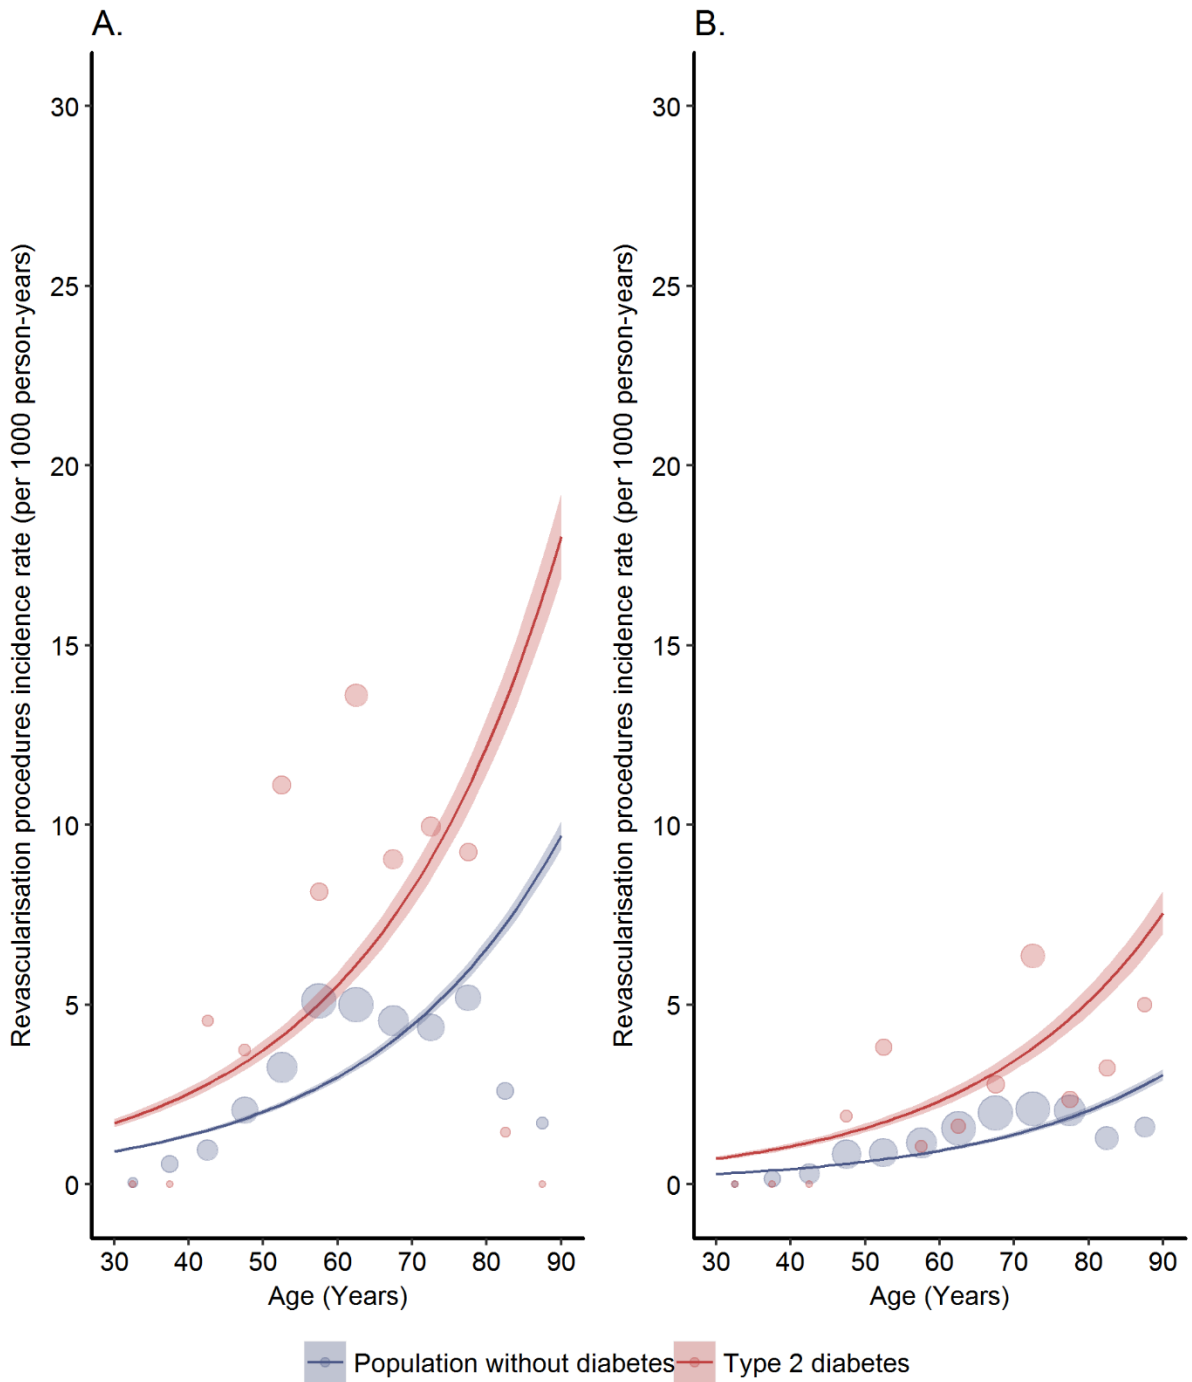 A.
Revascularisation procedures incidence rate (per 1000 person-years)
30
25
20
15
10
5
0
30 40 50 60 70 80 90
Age (Years)
B.
Revascularisation procedures incidence rate (per 1000 person-years)
30
25
20
15
10
5
0
30 40 50 60 70 80 90
Age (Years)
Population without diabetes Type 2 diabetes